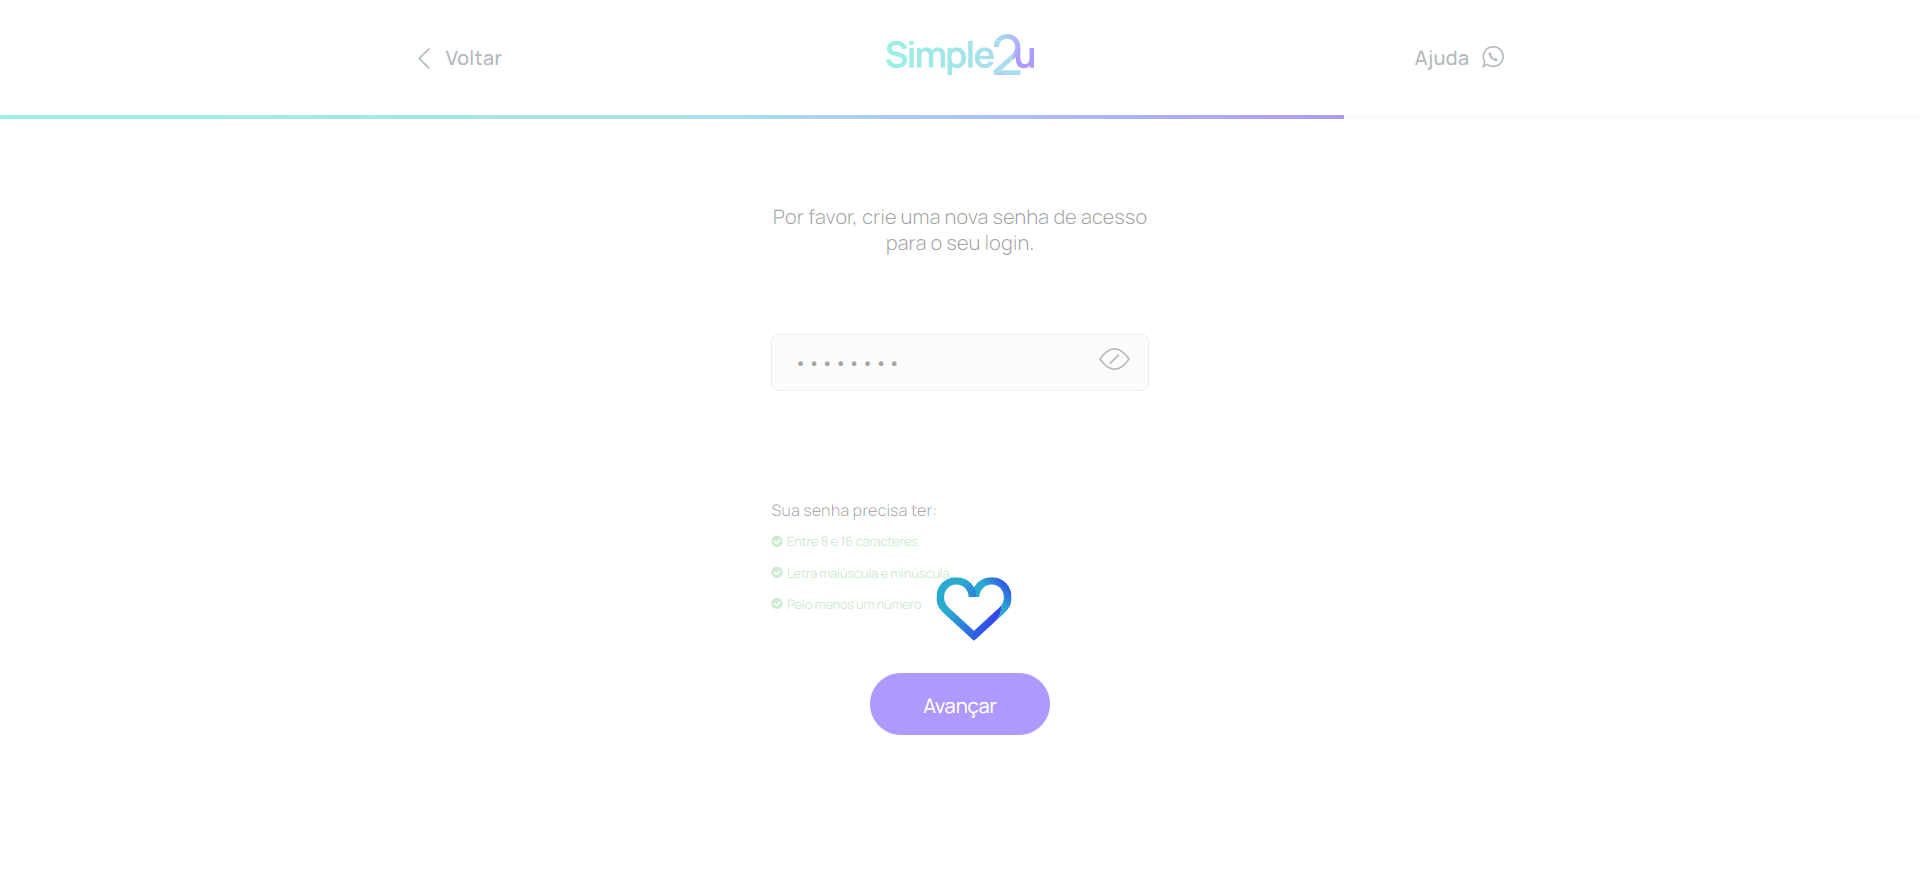 Voltar
Simple2u
Ajuda
Por favor, crie uma nova senha de acesso
para o seu login.
Sua senha precisa ter:
Entre 8 e 16 caracteres
Letra maiúscula e minúscula
Pelo menos um número
Avançar